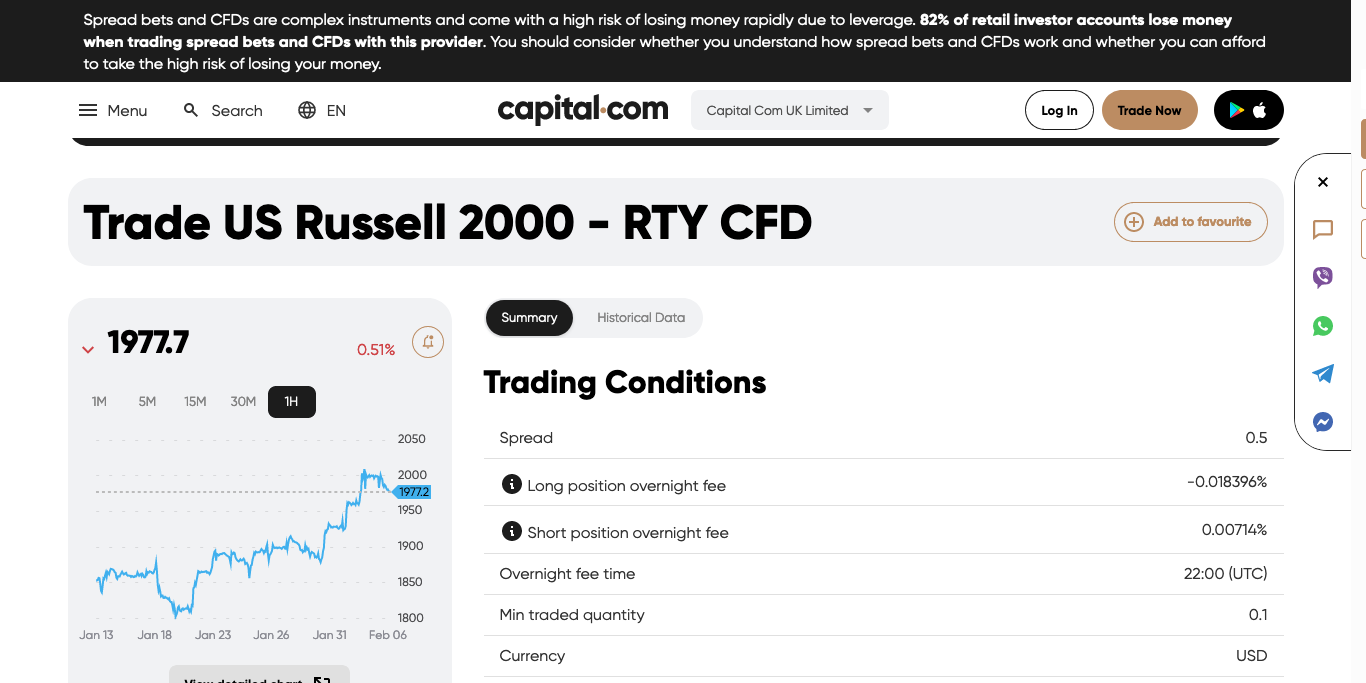 Spread bets and CFDs are complex instruments and come with a high risk of losing money rapidly due to leverage. 82% of retail investor accounts lose money
when trading spread bets and CFDs with this provider. You should consider whether you understand how spread bets and CFDs work and whether you can afford
to take the high risk of losing your money.
Menu
Search
EN
capital.com
Capital Com UK Limited
Log In
Trade Now
Trade US Russell 2000 - RTY CFD
Add to favourite
1977.7
0.51%
1M
5M
15M
30M
1H
2050
2000
1977.2
1950
1900
1850
1800
Jan 13
Jan 18
Jan 23
Jan 26
Jan 31
Feb 06
View detailed chart
Summary
Historical Data
Trading Conditions
Spread 0.5
Long position overnight fee -0.018396%
Short position overnight fee 0.00714%
Overnight fee time 22:00 (UTC)
Min traded quantity 0.1
Currency USD